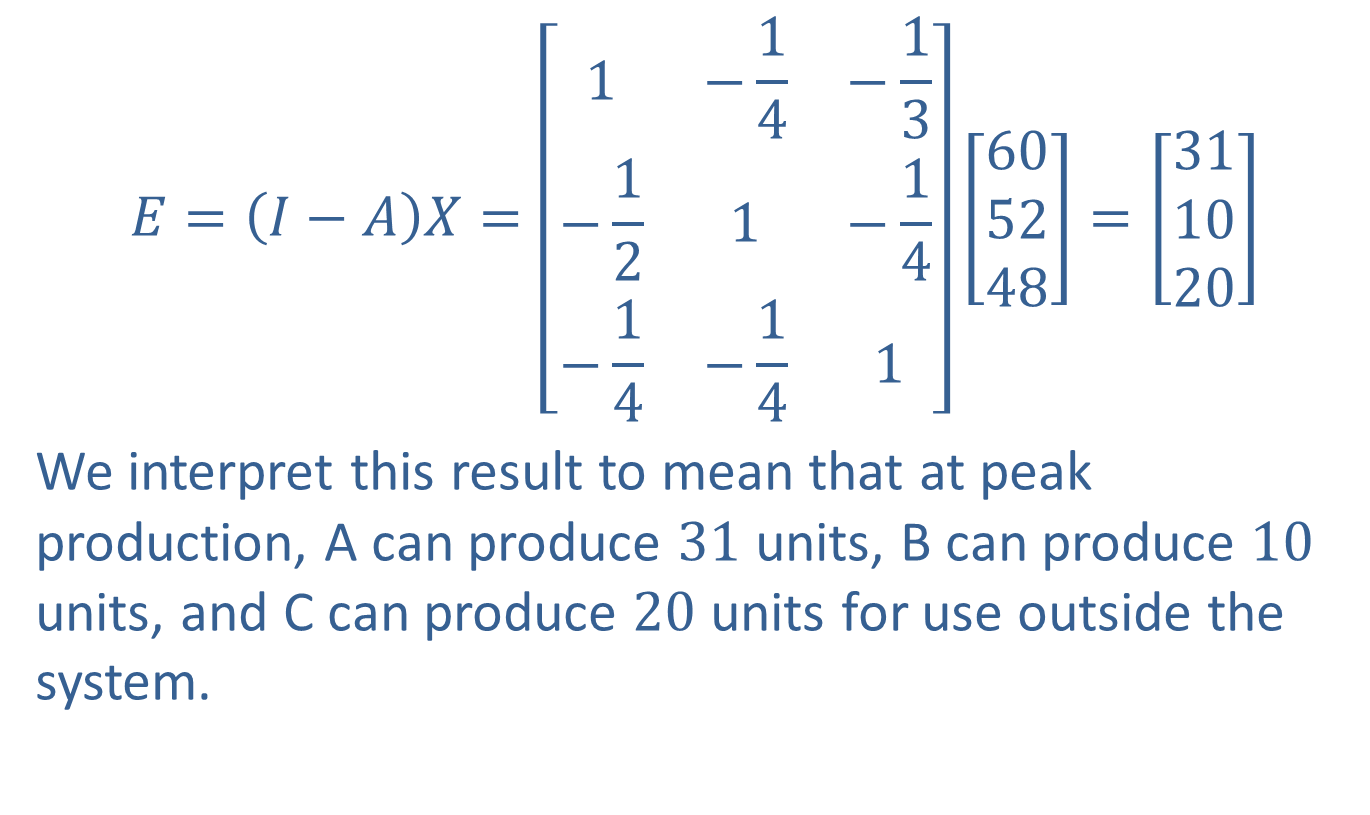 E = (I − A)X = [1 −1/4 −1/3; −1/2 1 −1/4; −1/4 −1/4 1] [60; 52; 48] = [31; 10; 20]
We interpret this result to mean that at peak
production, A can produce 31 units, B can produce 10
units, and C can produce 20 units for use outside the
system.